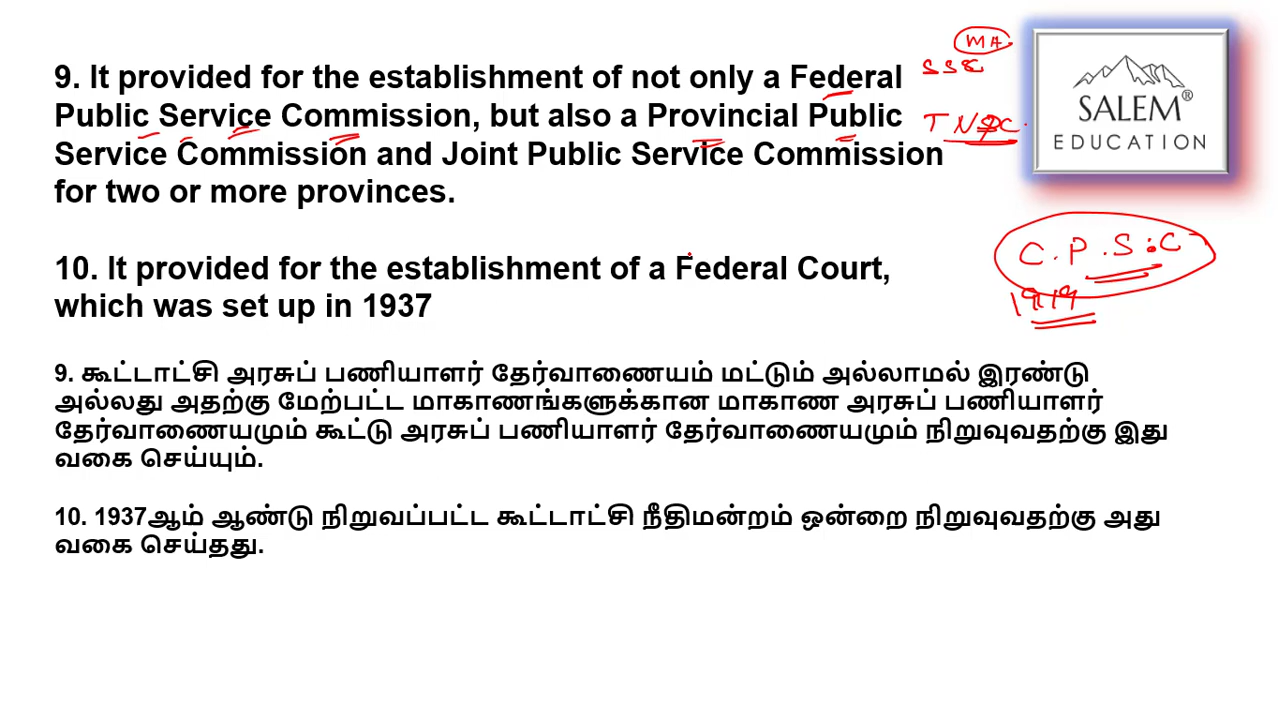 9. It provided for the establishment of not only a Federal
Public Service Commission, but also a Provincial Public
Service Commission and Joint Public Service Commission
for two or more provinces.
10. It provided for the establishment of a Federal Court,
which was set up in 1937
9. கூட்டாட்சி அரசுப் பணியாளர் தேர்வாணையம் மட்டும் அல்லாமல் இரண்டு
அல்லது அதற்கு மேற்பட்ட மாகாணங்களுக்கான மாகாண அரசுப் பணியாளர்
தேர்வாணையமும் கூட்டு அரசுப் பணியாளர் தேர்வாணையமும் நிறுவுவதற்கு இது
வகை செய்யும்.
10. 1937ஆம் ஆண்டு நிறுவப்பட்ட கூட்டாட்சி நீதிமன்றம் ஒன்றை நிறுவுவதற்கு அது
வகை செய்தது.
MA
SSC
SALEM®
EDUCATION
C.P.S.C
1919